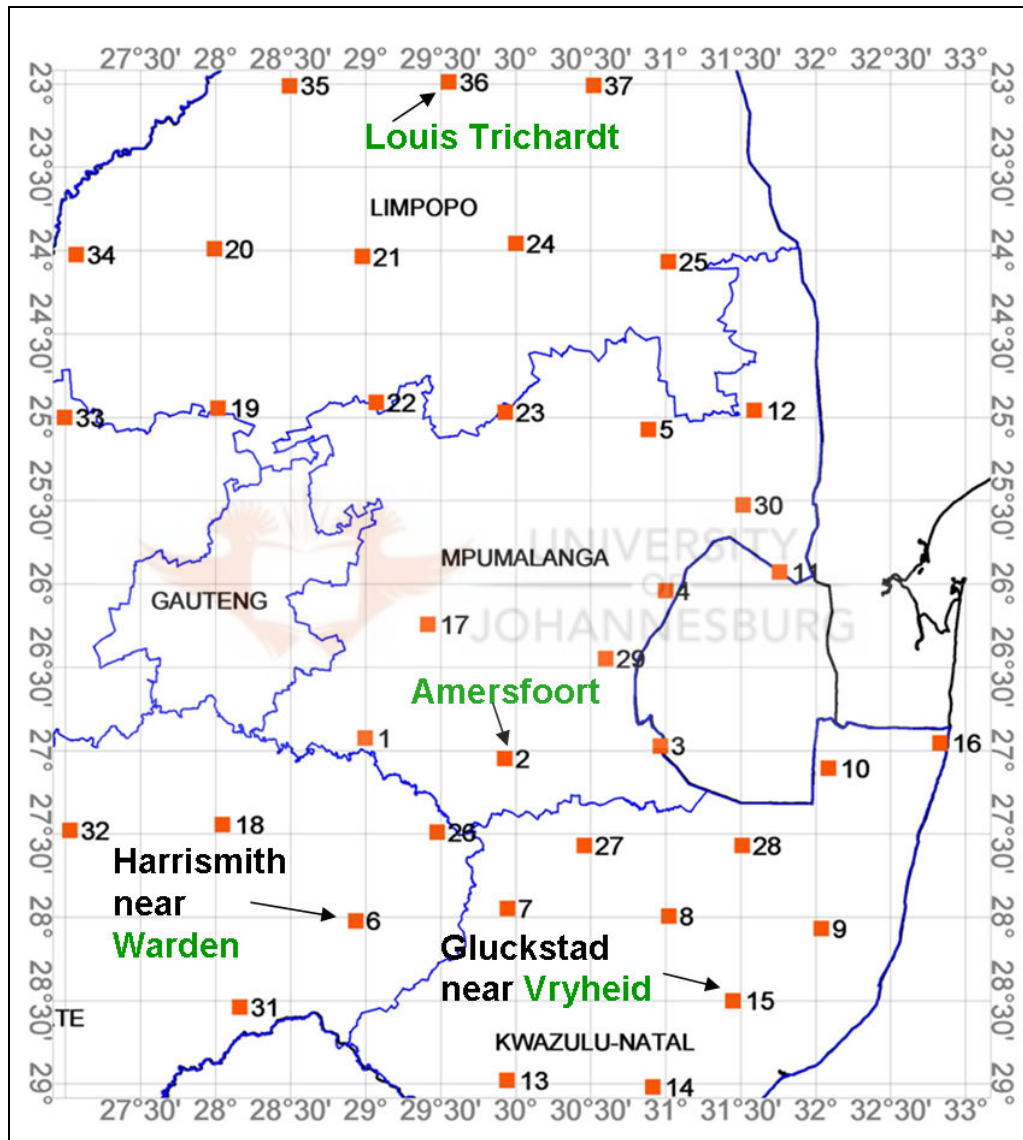 27°30' 28° 28°30' 29° 29°30' 30° 30°30' 31° 31°30' 32° 32°30' 33°
23° 35 36 37 23°
Louis Trichardt
23°30' 23°30'
LIMPOPO
24° 34 20 21 24 25 24°
24°30' 24°30'
25° 33 19 22 23 5 12 25°
25°30' 30 25°30'
UNIVERSITY
MPUMALANGA
OF
11
26° 4 26°
GAUTENG
17 JOHANNESBURG
29
26°30' 26°30'
Amersfoort
27° 1 2 3 10 16 27°
27°30' 32 18 26 27 28 27°30'
Harrismith
near
Warden
28° 6 7 8 9 28°
Gluckstad
near Vryheid
28°30' 31 15 28°30'
TE
KWAZULU-NATAL
29° 13 14 29°
27°30' 28° 28°30' 29° 29°30' 30° 30°30' 31° 31°30' 32° 32°30' 33°